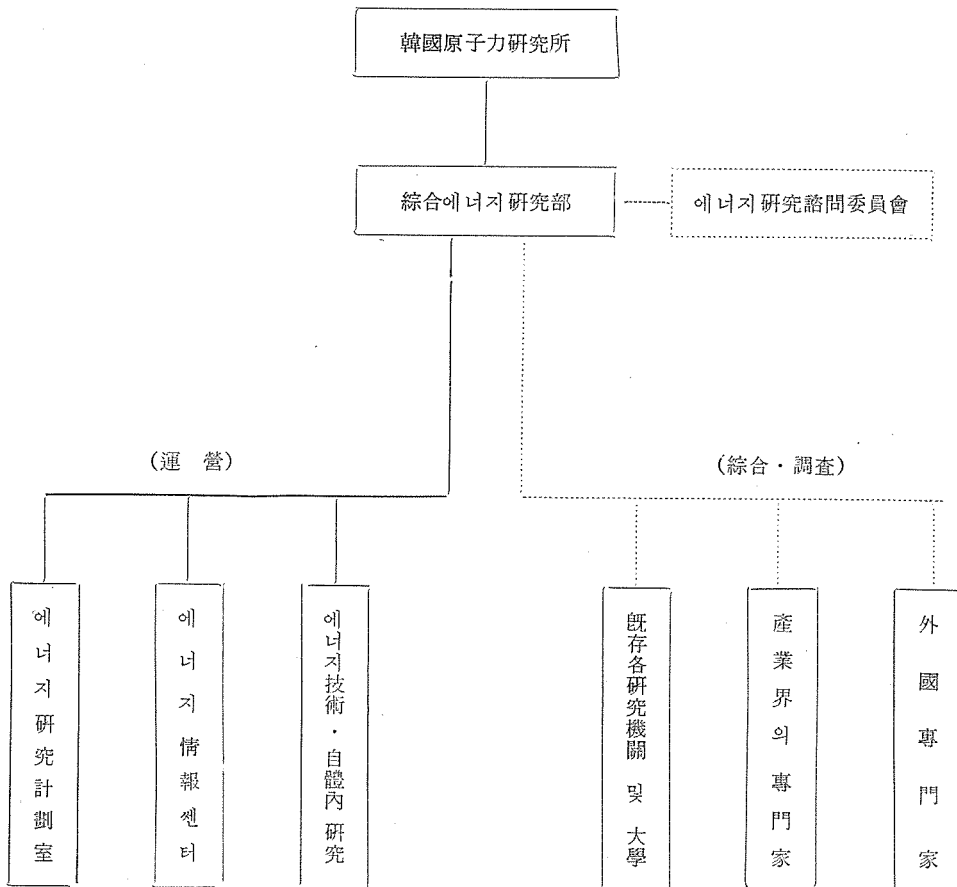 韓國原子力硏究所
綜合에너지硏究部
에너지硏究諮問委員會
(運 營)
(綜合・調査)
에너지硏究計劃室
에너지情報쎈터
에너지技術・自體內 硏究
旣存各硏究機關 및 大學
產業界의 專門家
外國專門家